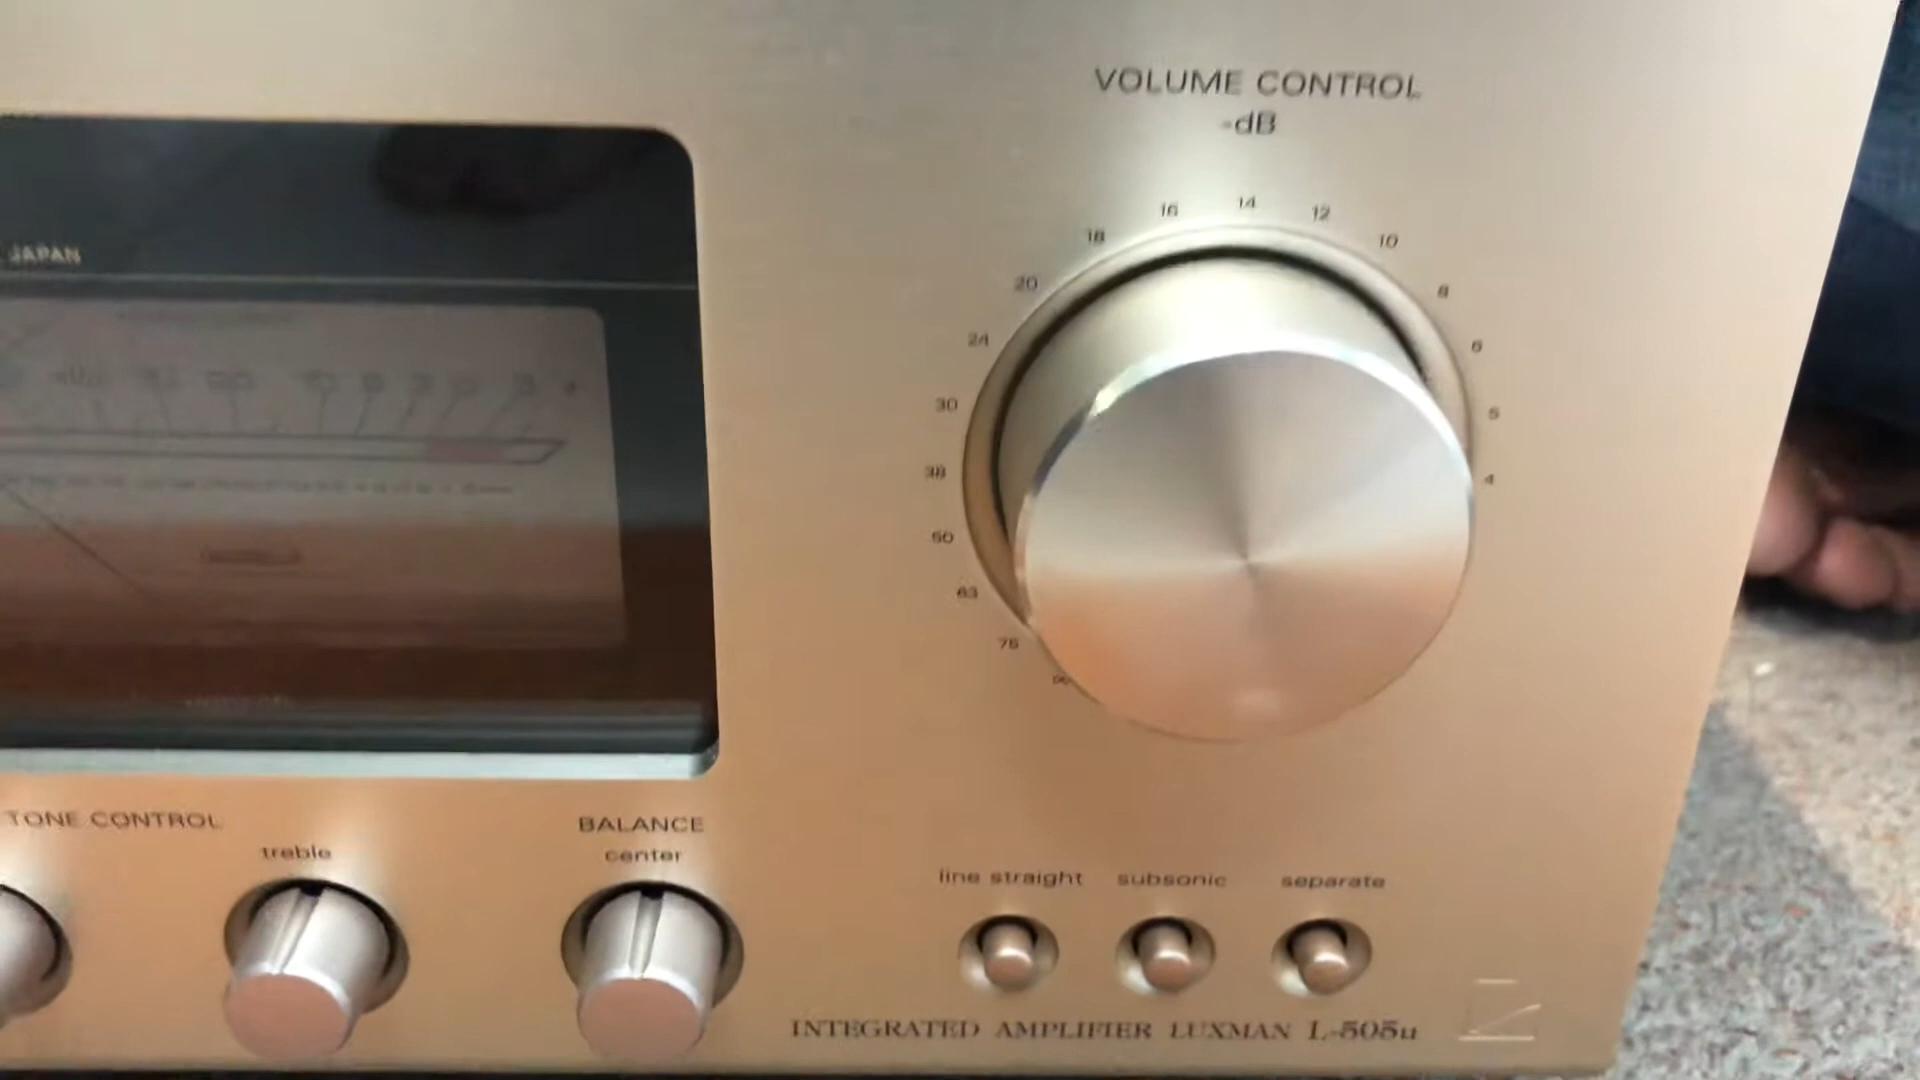 VOLUME CONTROL
-dB
14
16
12
18
10
20
8
24
6
30
5
38
4
50
63
75
JAPAN
TONE CONTROL
treble
BALANCE
center
line straight
subsonic
separate
INTEGRATED AMPLIFIER LUXMAN L-505u